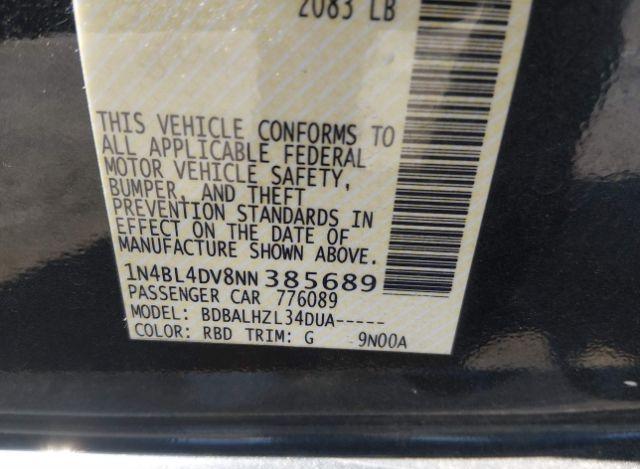 2083 LB
THIS VEHICLE CONFORMS TO
ALL APPLICABLE FEDERAL
MOTOR VEHICLE SAFETY,
BUMPER, AND THEFT
PREVENTION STANDARDS IN
EFFECT ON THE DATE OF
MANUFACTURE SHOWN ABOVE.
1N4BL4DV8NN385689
PASSENGER CAR 776089
MODEL: BDBALHZL34DUA-----
COLOR: RBD TRIM: G 9N00A